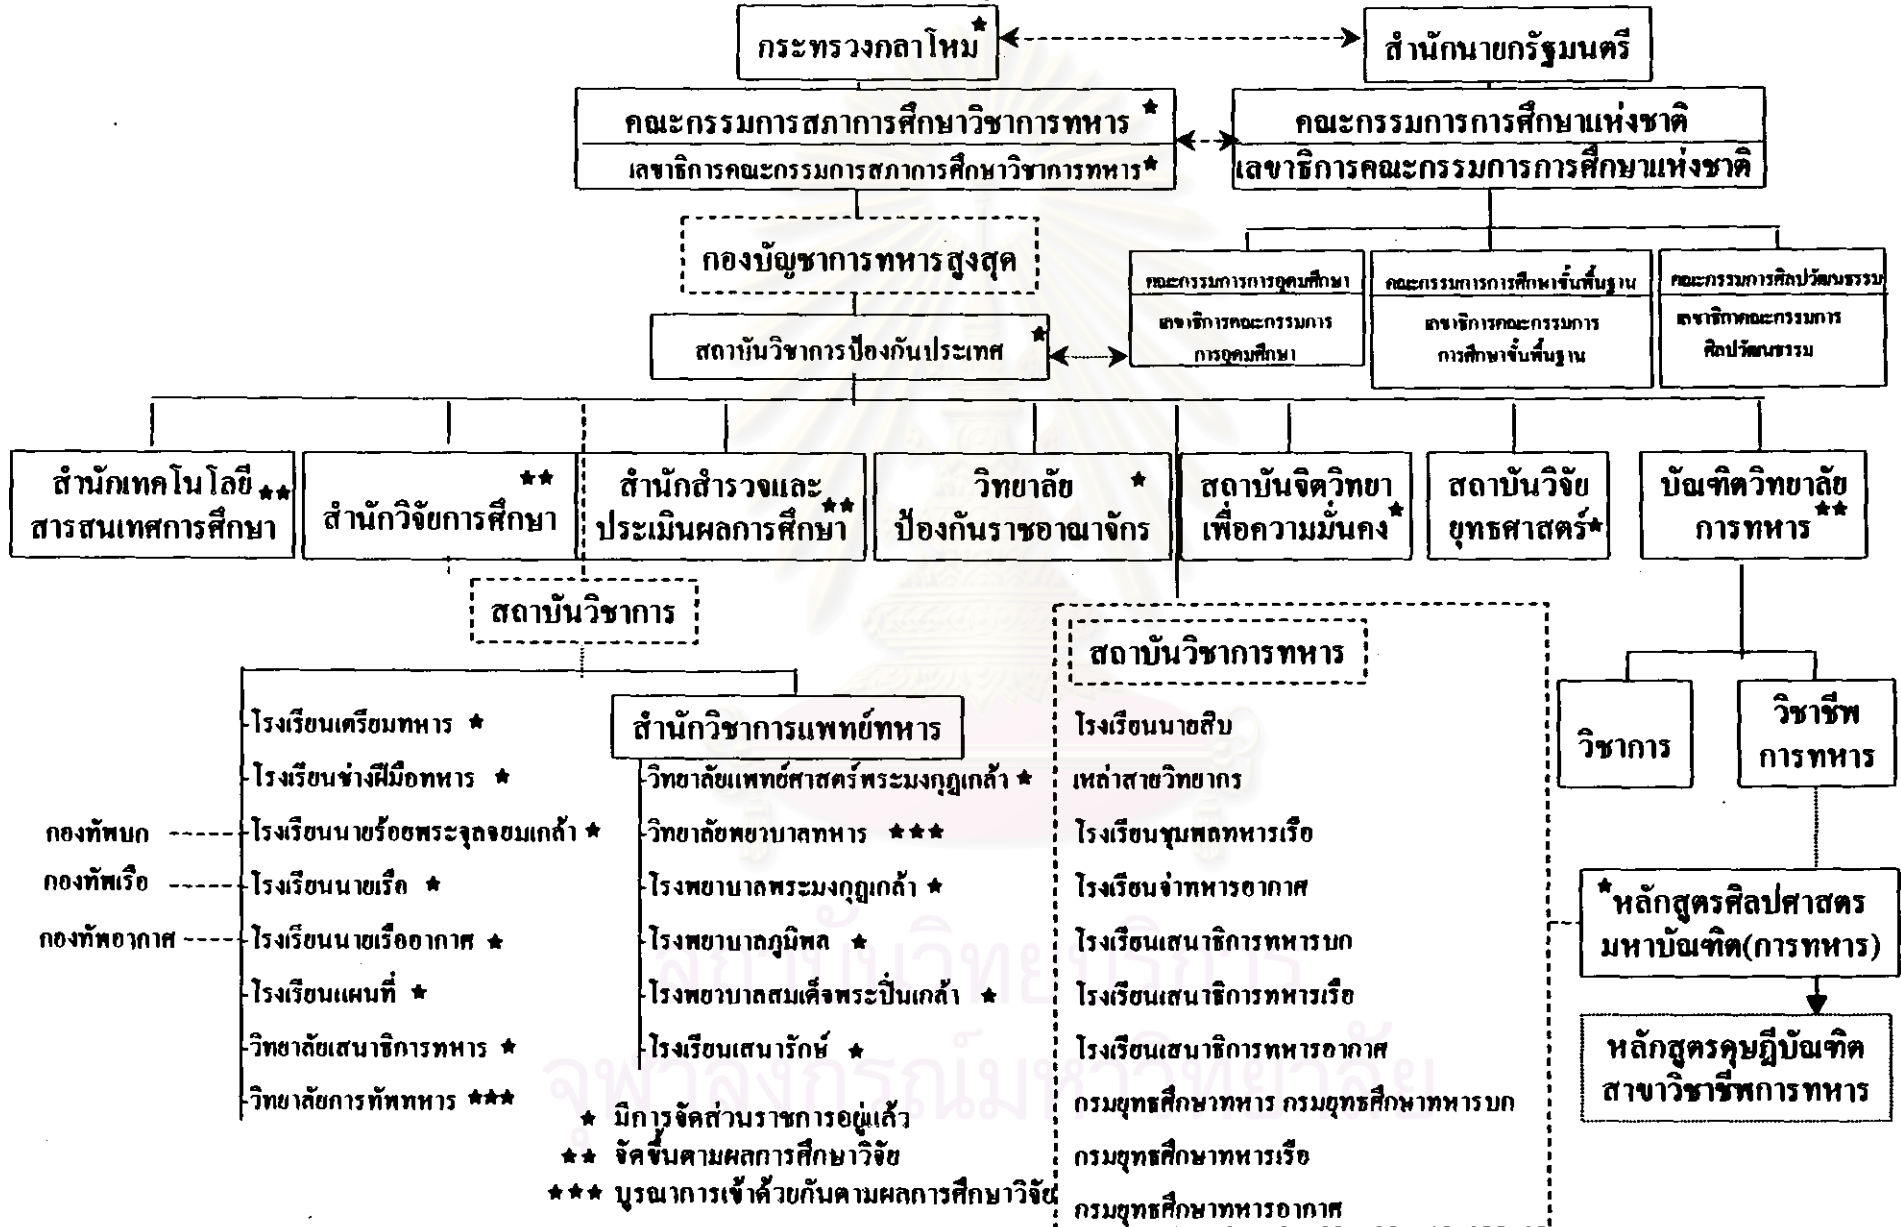 กระทรวงกลาโหม ★
สำนักนายกรัฐมนตรี
คณะกรรมการสภาการศึกษาวิชาการทหาร ★
เลขาธิการคณะกรรมการสภาการศึกษาวิชาการทหาร ★
คณะกรรมการการศึกษาแห่งชาติ
เลขาธิการคณะกรรมการการศึกษาแห่งชาติ
กองบัญชาการทหารสูงสุด
สถาบันวิชาการป้องกันประเทศ ★
คณะกรรมการการอุดมศึกษา
เลขาธิการคณะกรรมการ
การอุดมศึกษา
คณะกรรมการการศึกษาขั้นพื้นฐาน
เลขาธิการคณะกรรมการ
การศึกษาขั้นพื้นฐาน
คณะกรรมการศิลปวัฒนธรรม
เลขาธิกาคณะกรรมการ
ศิลปวัฒนธรรม
สำนักเทคโนโลยี ★★
สารสนเทศการศึกษา
★★
สำนักวิจัยการศึกษา
สำนักสำรวจและ ★★
ประเมินผลการศึกษา
วิทยาลัย ★
ป้องกันราชอาณาจักร
สถาบันจิตวิทยา
เพื่อความมั่นคง ★
สถาบันวิจัย
ยุทธศาสตร์ ★
บัณฑิตวิทยาลัย
การทหาร ★★
สถาบันวิชาการ
โรงเรียนเตรียมทหาร ★
โรงเรียนช่างฝีมือทหาร ★
กองทัพบก
โรงเรียนนายร้อยพระจุลจอมเกล้า ★
กองทัพเรือ
โรงเรียนนายเรือ ★
กองทัพอากาศ
โรงเรียนนายเรืออากาศ ★
โรงเรียนแผนที่ ★
วิทยาลัยเสนาธิการทหาร ★
วิทยาลัยการทัพทหาร ★★★
สำนักวิชาการแพทย์ทหาร
วิทยาลัยแพทย์ศาสตร์พระมงกุฎเกล้า ★
วิทยาลัยพยาบาลทหาร ★★★
โรงพยาบาลพระมงกุฎเกล้า ★
โรงพยาบาลภูมิพล ★
โรงพยาบาลสมเด็จพระปิ่นเกล้า ★
โรงเรียนเสนารักษ์ ★
สถาบันวิชาการทหาร
โรงเรียนนายสิบ
เหล่าสายวิทยากร
โรงเรียนชุมพลทหารเรือ
โรงเรียนจ่าทหารอากาศ
โรงเรียนเสนาธิการทหารบก
โรงเรียนเสนาธิการทหารเรือ
โรงเรียนเสนาธิการทหารอากาศ
กรมยุทธศึกษาทหาร กรมยุทธศึกษาทหารบก
กรมยุทธศึกษาทหารเรือ
กรมยุทธศึกษาทหารอากาศ
วิชาการ
วิชาชีพ
การทหาร
★หลักสูตรศิลปศาสตร
มหาบัณฑิต(การทหาร)
หลักสูตรดุษฎีบัณฑิต
สาขาวิชาชีพการทหาร
★ มีการจัดส่วนราชการอยู่แล้ว
★★ จัดขึ้นตามผลการศึกษาวิจัย
★★★ บูรณาการเข้าด้วยกันตามผลการศึกษาวิจัย
สถาบันวิทยบริการ
จุฬาลงกรณ์มหาวิทยาลัย